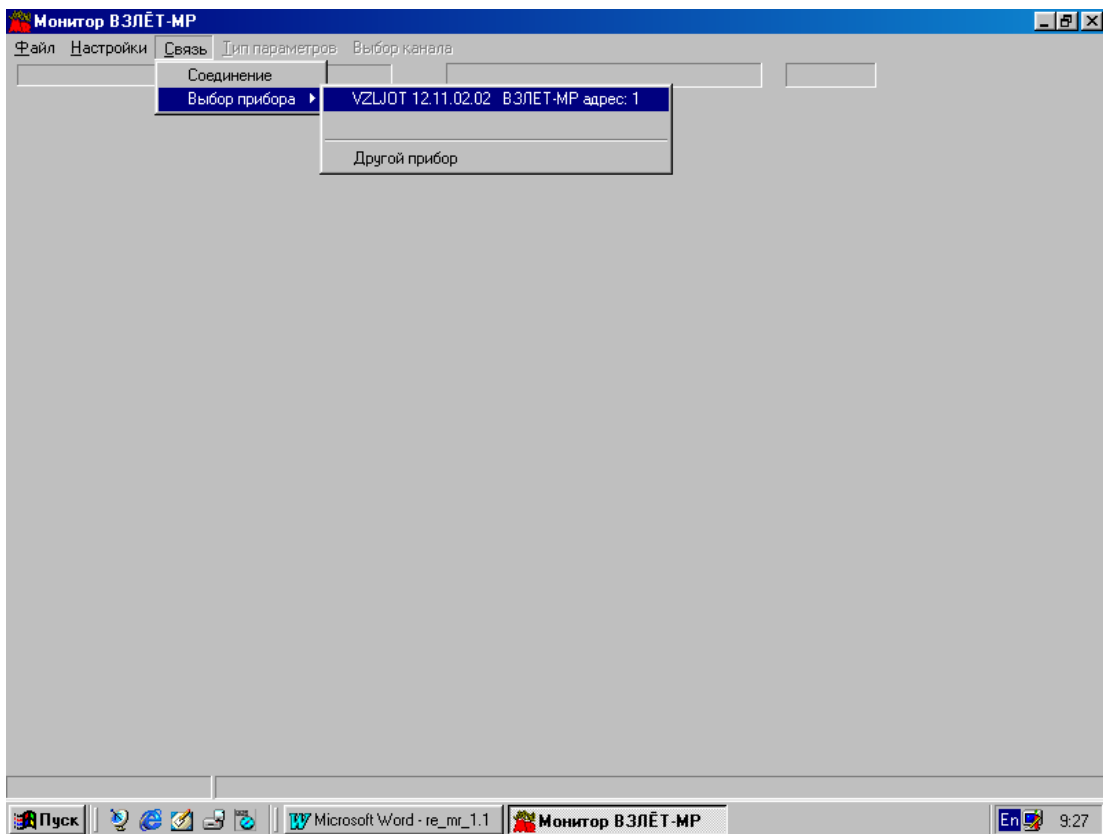 Монитор ВЗЛЁТ-МР
Файл Настройки Связь Тип параметров Выбор канала
Соединение
Выбор прибора
VZLJOT 12.11.02.02 ВЗЛЕТ-МР адрес: 1
Другой прибор
Пуск Microsoft Word - re_mr_1.1 Монитор ВЗЛЁТ-МР En 9:27